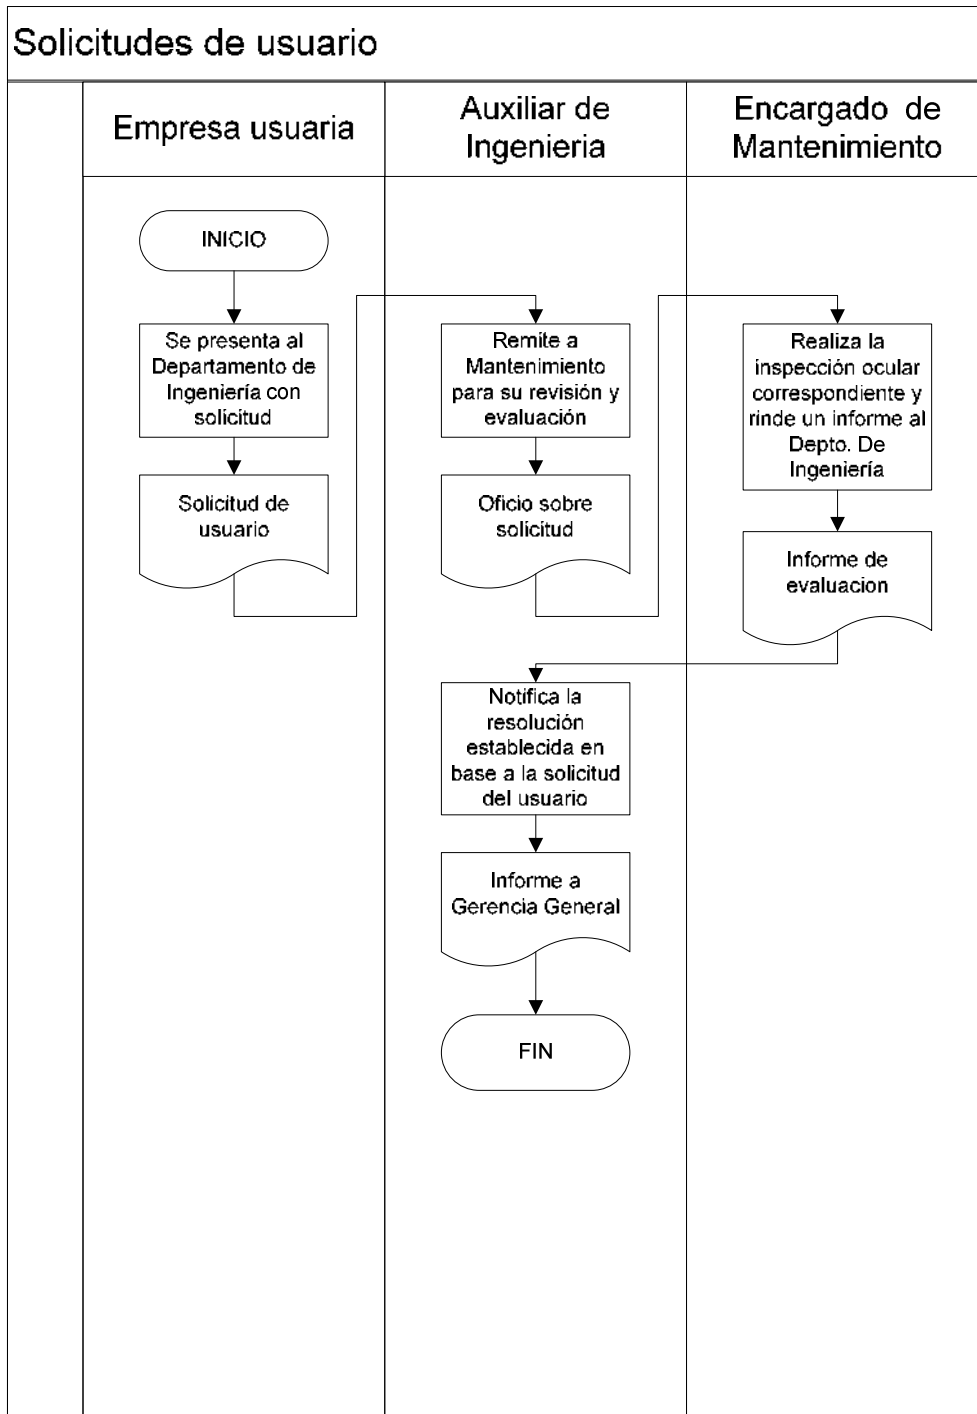 Solicitudes de usuario
Empresa usuaria
Auxiliar de
Ingenieria
Encargado de
Mantenimiento
INICIO
Se presenta al
Departamento de
Ingeniería con
solicitud
Solicitud de
usuario
Remite a
Mantenimiento
para su revisión y
evaluación
Oficio sobre
solicitud
Realiza la
inspección ocular
correspondiente y
rinde un informe al
Depto. De
Ingeniería
Informe de
evaluacion
Notifica la
resolución
establecida en
base a la solicitud
del usuario
Informe a
Gerencia General
FIN